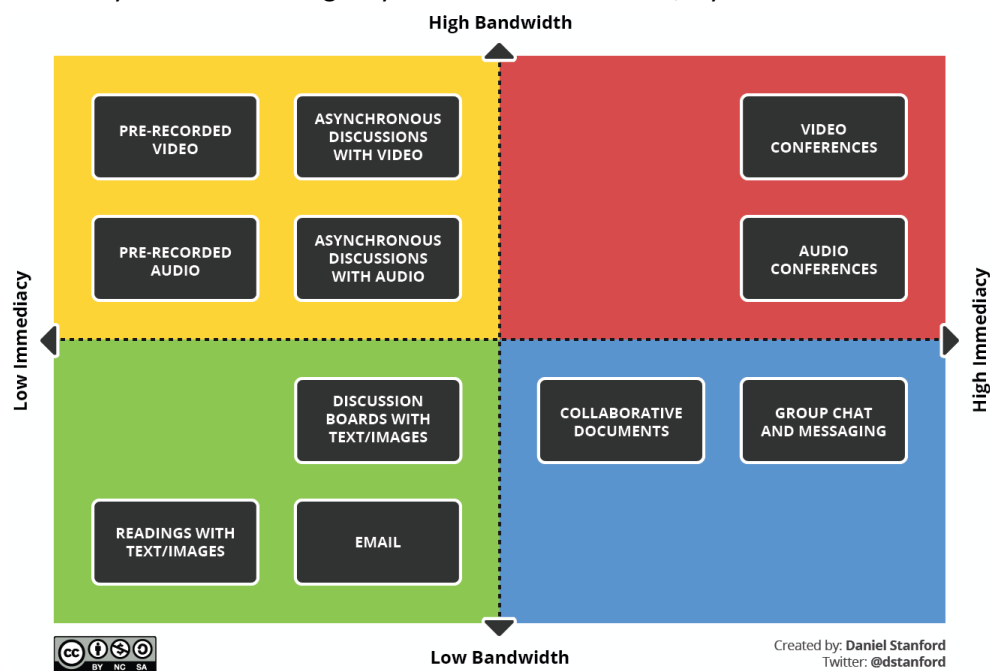 High Bandwidth
PRE-RECORDED
VIDEO
ASYNCHRONOUS
DISCUSSIONS
WITH VIDEO
VIDEO
CONFERENCES
PRE-RECORDED
AUDIO
ASYNCHRONOUS
DISCUSSIONS
WITH AUDIO
AUDIO
CONFERENCES
Low Immediacy
High Immediacy
DISCUSSION
BOARDS WITH
TEXT/IMAGES
COLLABORATIVE
DOCUMENTS
GROUP CHAT
AND MESSAGING
READINGS WITH
TEXT/IMAGES
EMAIL
Low Bandwidth
cc
BY NC SA
Created by: Daniel Stanford
Twitter: @dstanford